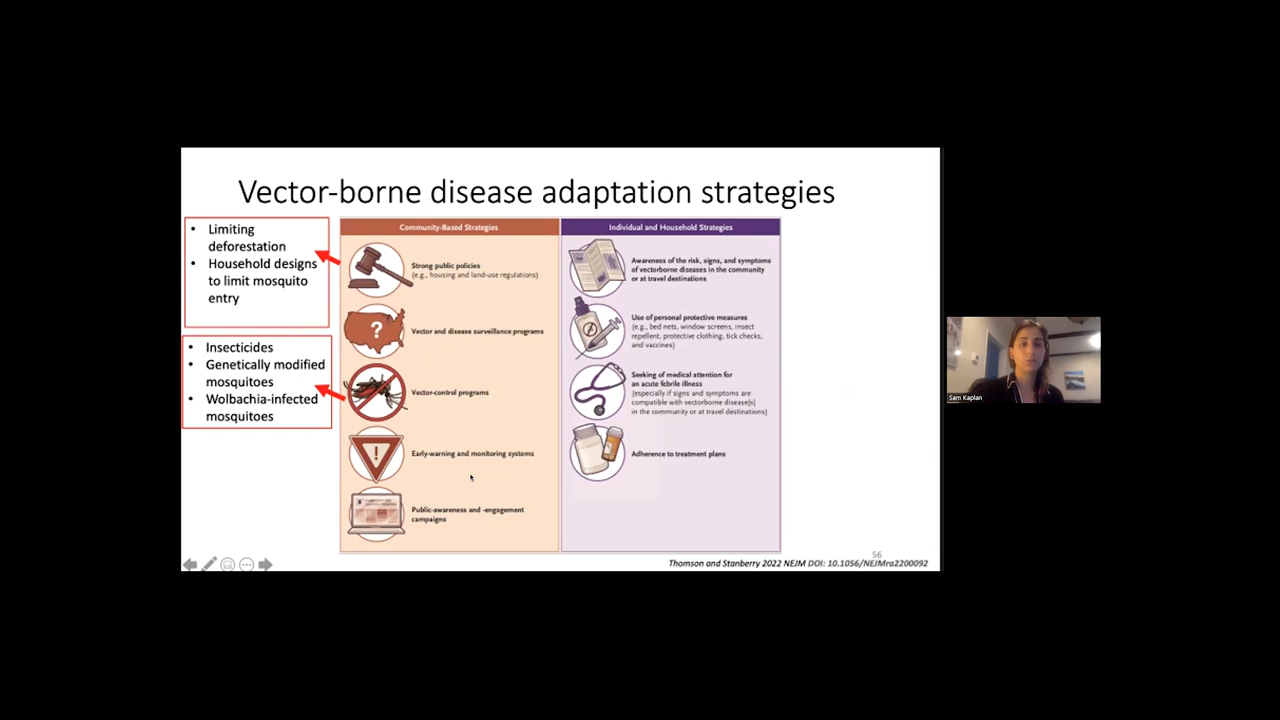 Vector-borne disease adaptation strategies
• Limiting
deforestation
• Household designs
to limit mosquito
entry
• Insecticides
• Genetically modified
mosquitoes
• Wolbachia-infected
mosquitoes
Community-Based Strategies
Strong public policies
(e.g., housing and land-use regulations)
?
Vector and disease surveillance programs
Vector-control programs
!
Early-warning and monitoring systems
Public-awareness and -engagement
campaigns
Individual and Household Strategies
Awareness of the risk, signs, and symptoms
of vectorborne diseases in the community
or at travel destinations
Use of personal protective measures
(e.g., bed nets, window screens, insect
repellent, protective clothing, tick checks,
and vaccines)
Seeking of medical attention for
an acute febrile illness
(especially if signs and symptoms are
compatible with vectorborne disease[s]
in the community or at travel destinations)
Adherence to treatment plans
56
Thomson and Stanberry 2022 NEJM DOI: 10.1056/NEJMra2200092
Sam Kaplan